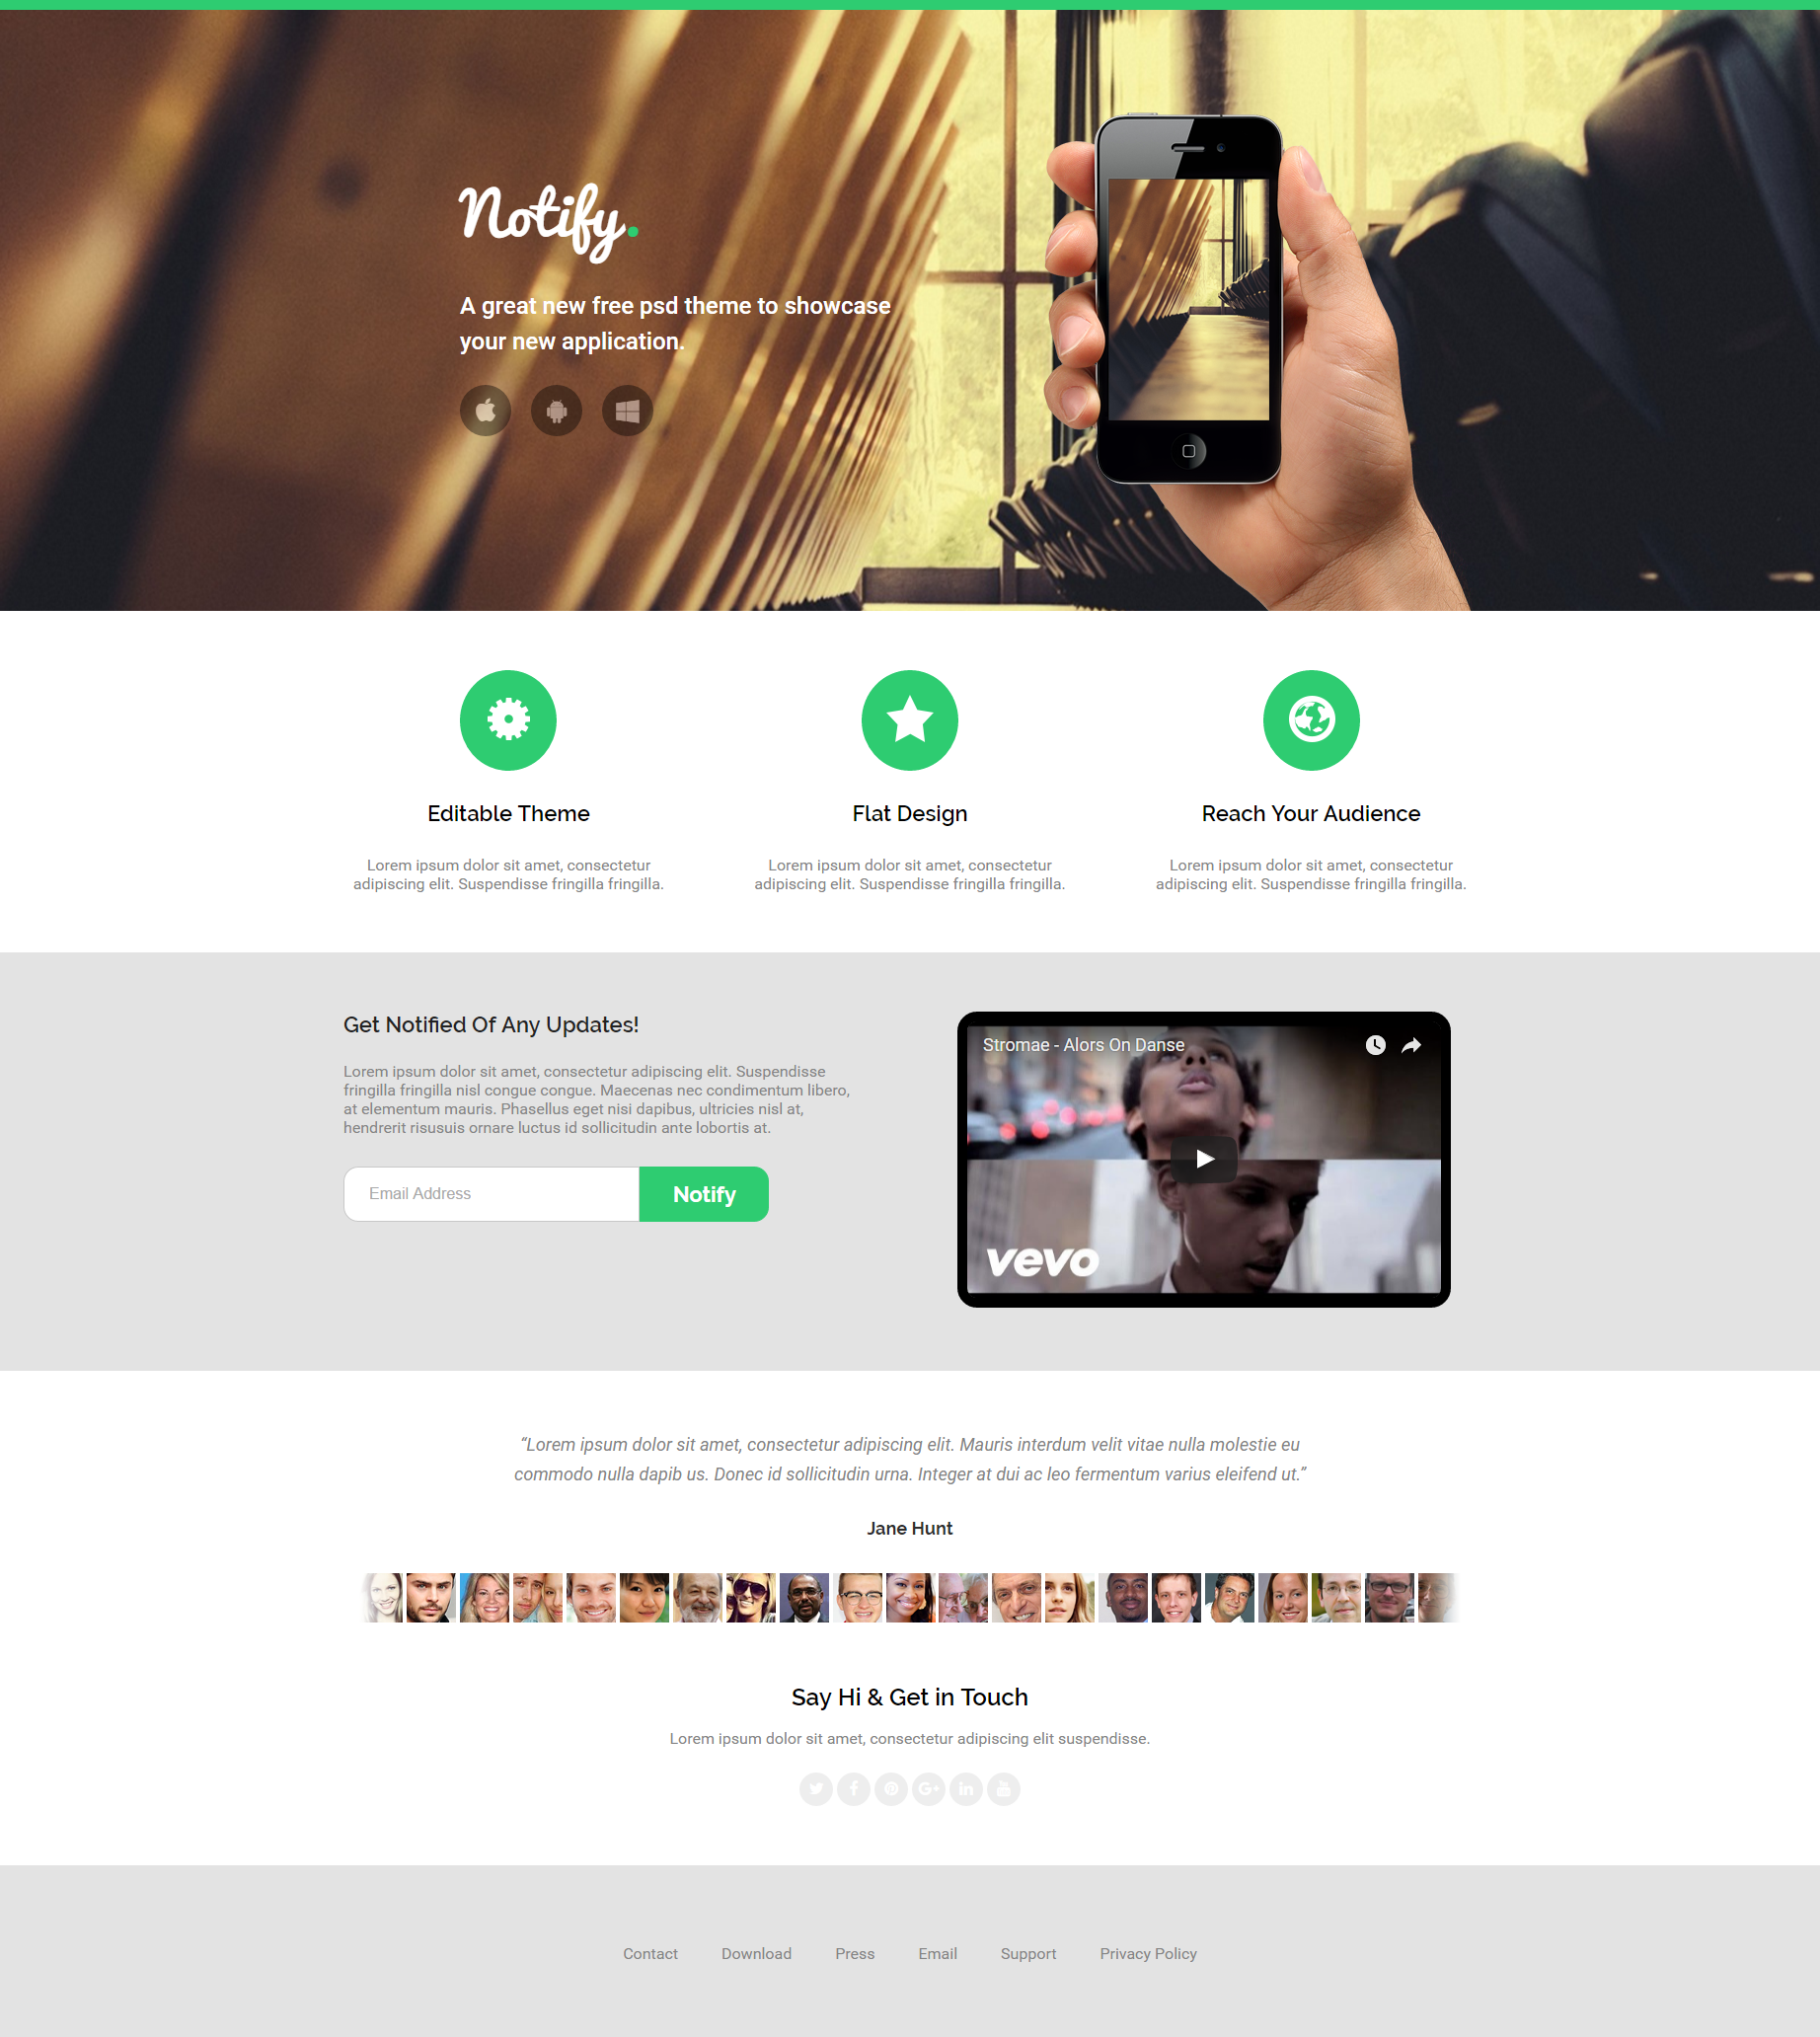 Notify.
A great new free psd theme to showcase
your new application.
Editable Theme
Flat Design
Reach Your Audience
Lorem ipsum dolor sit amet, consectetur
adipiscing elit. Suspendisse fringilla fringilla.
Lorem ipsum dolor sit amet, consectetur
adipiscing elit. Suspendisse fringilla fringilla.
Lorem ipsum dolor sit amet, consectetur
adipiscing elit. Suspendisse fringilla fringilla.
Get Notified Of Any Updates!
Lorem ipsum dolor sit amet, consectetur adipiscing elit. Suspendisse
fringilla fringilla nisl congue congue. Maecenas nec condimentum libero,
at elementum mauris. Phasellus eget nisi dapibus, ultricies nisl at,
hendrerit risusuis ornare luctus id sollicitudin ante lobortis at.
Email Address
Notify
Stromae - Alors On Danse
vevo
“Lorem ipsum dolor sit amet, consectetur adipiscing elit. Mauris interdum velit vitae nulla molestie eu
commodo nulla dapib us. Donec id sollicitudin urna. Integer at dui ac leo fermentum varius eleifend ut.”
Jane Hunt
Say Hi & Get in Touch
Lorem ipsum dolor sit amet, consectetur adipiscing elit suspendisse.
Contact
Download
Press
Email
Support
Privacy Policy